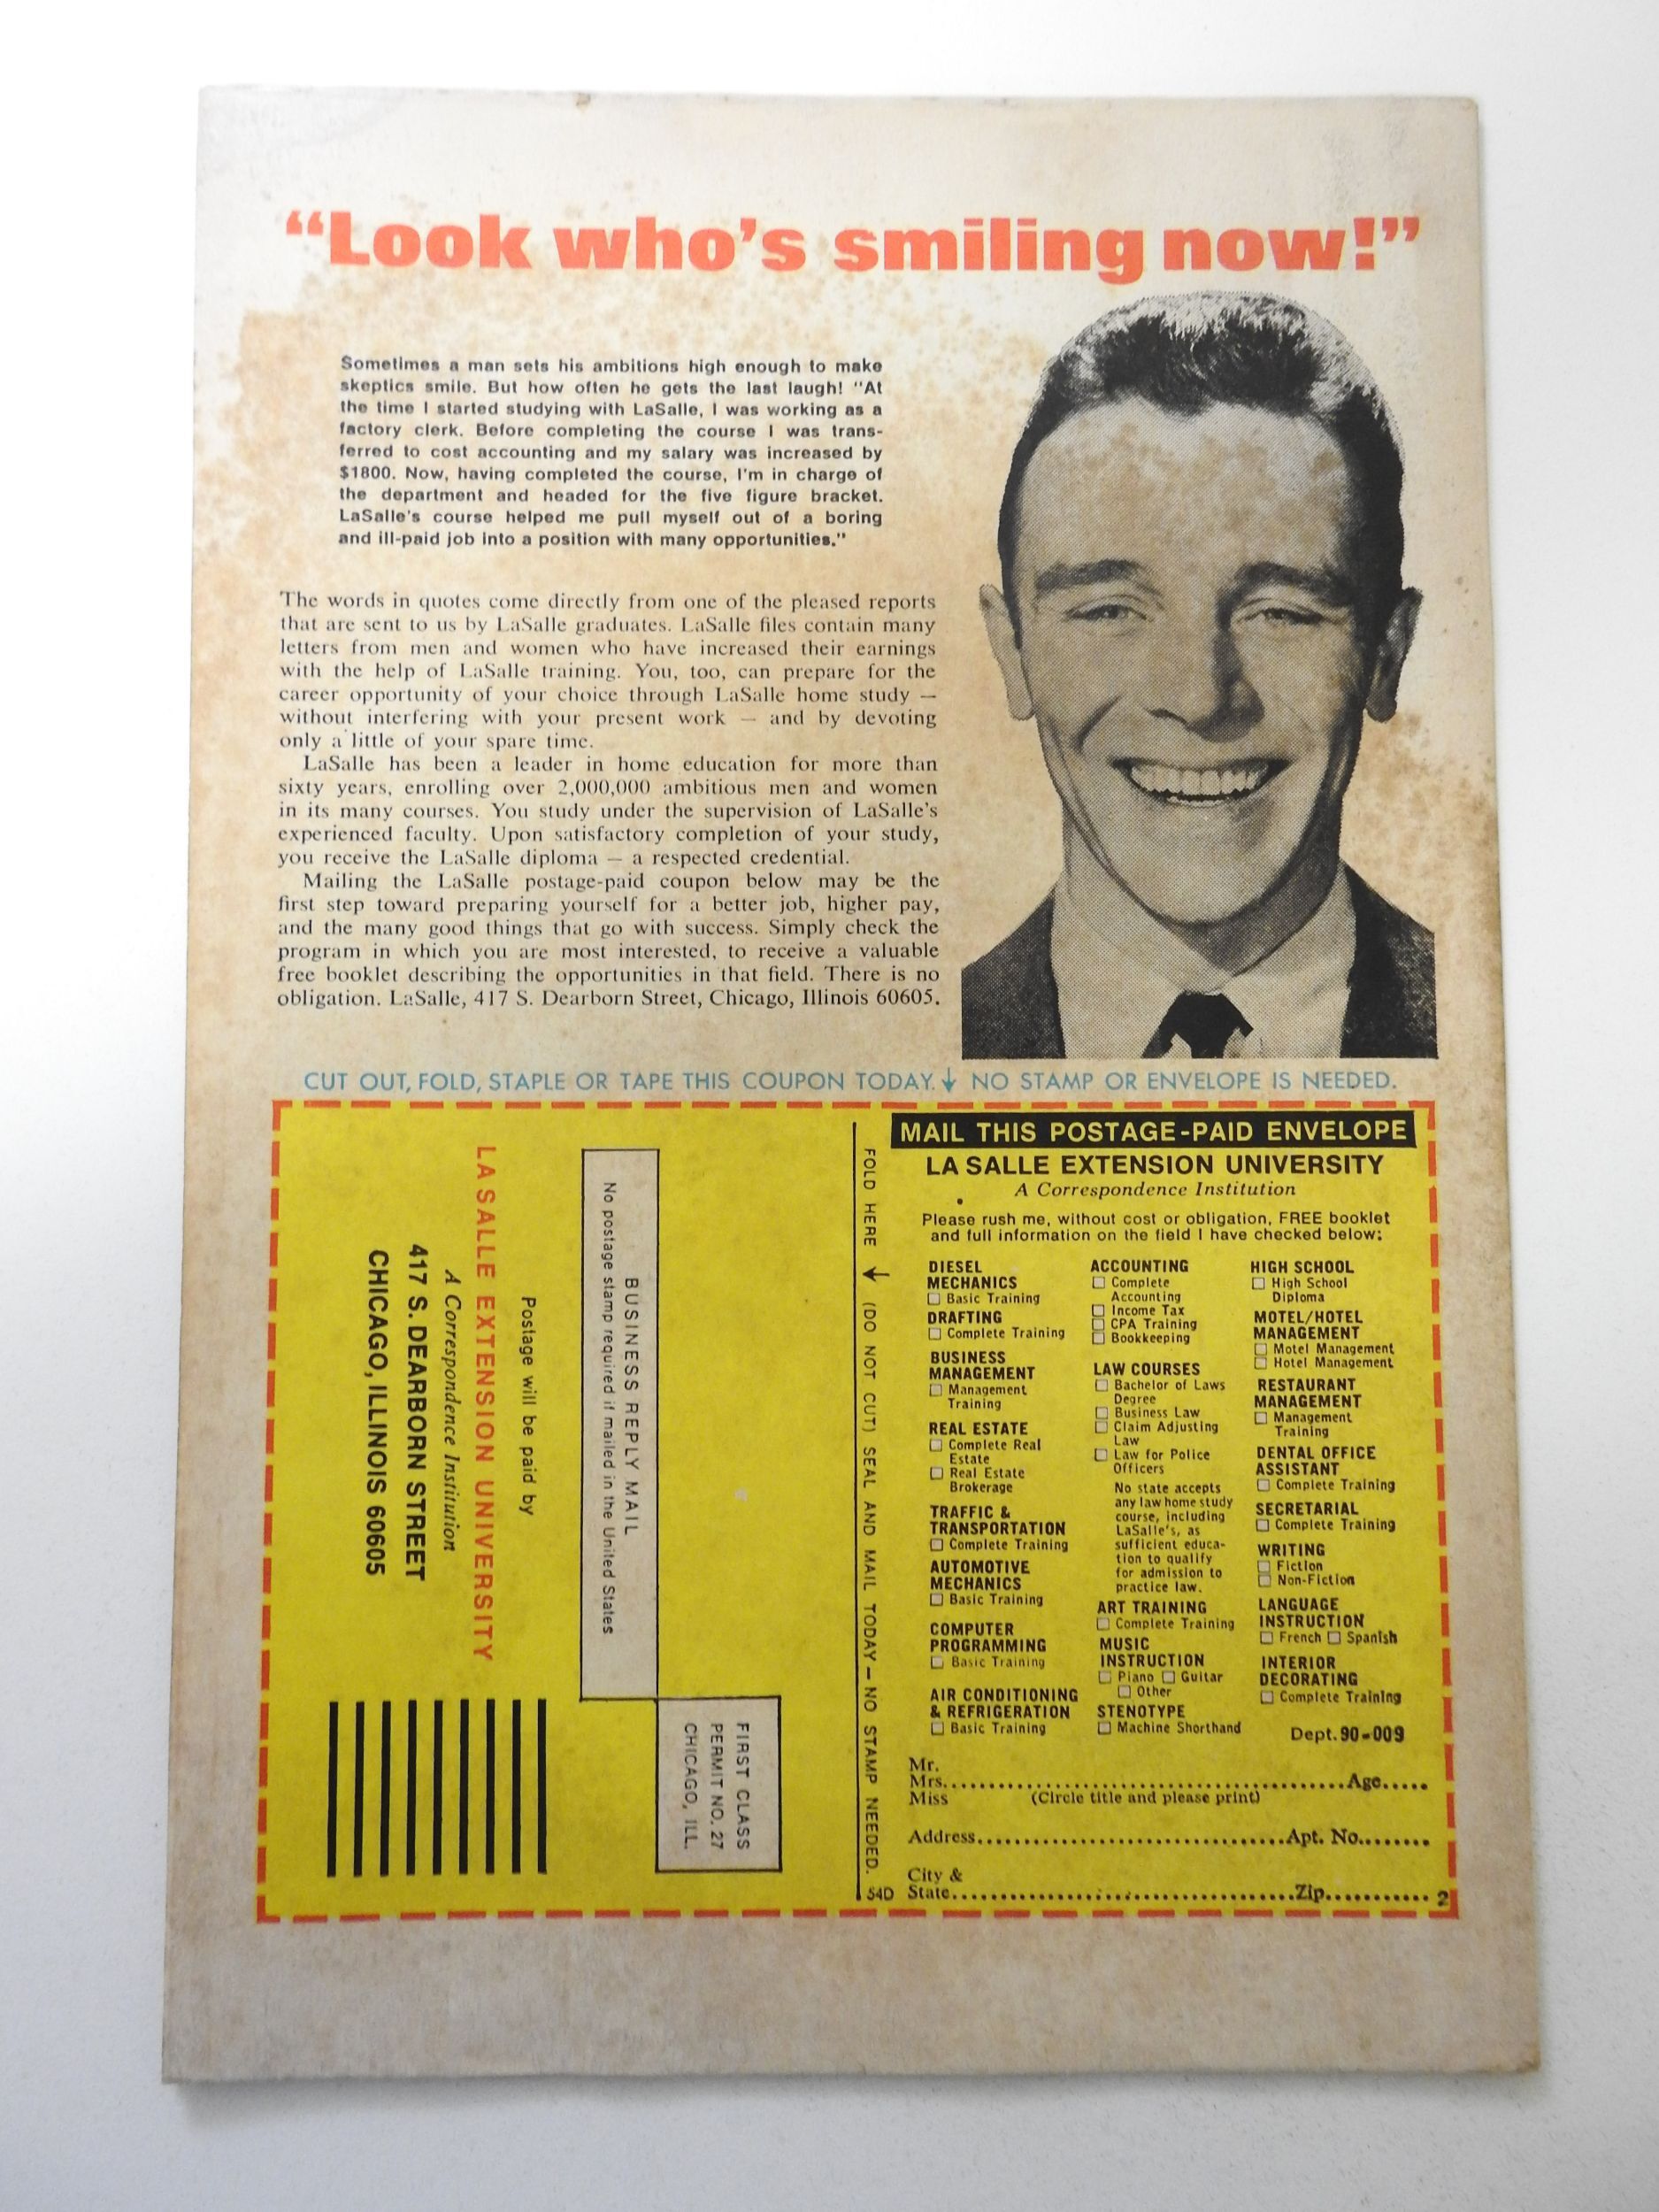 “Look who’s smiling now!”
Sometimes a man sets his ambitions high enough to make
skeptics smile. But how often he gets the last laugh! "At
the time I started studying with LaSalle, I was working as a
factory clerk. Before completing the course I was trans-
ferred to cost accounting and my salary was increased by
$1800. Now, having completed the course, I'm in charge of
the department and headed for the five figure bracket.
LaSalle's course helped me pull myself out of a boring
and ill-paid job into a position with many opportunities."
The words in quotes come directly from one of the pleased reports
that are sent to us by LaSalle graduates. LaSalle files contain many
letters from men and women who have increased their earnings
with the help of LaSalle training. You, too, can prepare for the
career opportunity of your choice through LaSalle home study —
without interfering with your present work — and by devoting
only a little of your spare time.
LaSalle has been a leader in home education for more than
sixty years, enrolling over 2,000,000 ambitious men and women
in its many courses. You study under the supervision of LaSalle's
experienced faculty. Upon satisfactory completion of your study,
you receive the LaSalle diploma — a respected credential.
Mailing the LaSalle postage-paid coupon below may be the
first step toward preparing yourself for a better job, higher pay,
and the many good things that go with success. Simply check the
program in which you are most interested, to receive a valuable
free booklet describing the opportunities in that field. There is no
obligation. LaSalle, 417 S. Dearborn Street, Chicago, Illinois 60605.
CUT OUT, FOLD, STAPLE OR TAPE THIS COUPON TODAY. ↓ NO STAMP OR ENVELOPE IS NEEDED.
FIRST CLASS
PERMIT NO. 27
CHICAGO, ILL.
BUSINESS REPLY MAIL
No postage stamp required if mailed in the United States
Postage will be paid by
LA SALLE EXTENSION UNIVERSITY
A Correspondence Institution
417 S. DEARBORN STREET
CHICAGO, ILLINOIS 60605
FOLD HERE → (DO NOT CUT) SEAL AND MAIL TODAY – NO STAMP NEEDED.
54D
MAIL THIS POSTAGE-PAID ENVELOPE
LA SALLE EXTENSION UNIVERSITY
A Correspondence Institution
Please rush me, without cost or obligation, FREE booklet
and full information on the field I have checked below:
DIESEL
MECHANICS
☐ Basic Training
DRAFTING
☐ Complete Training
BUSINESS
MANAGEMENT
☐ Management
Training
REAL ESTATE
☐ Complete Real
Estate
☐ Real Estate
Brokerage
TRAFFIC &
TRANSPORTATION
☐ Complete Training
AUTOMOTIVE
MECHANICS
☐ Basic Training
COMPUTER
PROGRAMMING
☐ Basic Training
AIR CONDITIONING
& REFRIGERATION
☐ Basic Training
ACCOUNTING
☐ Complete
Accounting
☐ Income Tax
☐ CPA Training
☐ Bookkeeping
LAW COURSES
☐ Bachelor of Laws
Degree
☐ Business Law
☐ Claim Adjusting
Law
☐ Law for Police
Officers
No state accepts
any law home study
course, including
LaSalle's, as
sufficient educa-
tion to qualify
for admission to
practice law.
ART TRAINING
☐ Complete Training
MUSIC
INSTRUCTION
☐ Piano ☐ Guitar
☐ Other
STENOTYPE
☐ Machine Shorthand
HIGH SCHOOL
☐ High School
Diploma
MOTEL/HOTEL
MANAGEMENT
☐ Motel Management
☐ Hotel Management
RESTAURANT
MANAGEMENT
☐ Management
Training
DENTAL OFFICE
ASSISTANT
☐ Complete Training
SECRETARIAL
☐ Complete Training
WRITING
☐ Fiction
☐ Non-Fiction
LANGUAGE
INSTRUCTION
☐ French ☐ Spanish
INTERIOR
DECORATING
☐ Complete Training
Dept. 90-009
Mr.
Mrs.......................................................Age.....
Miss (Circle title and please print)
Address........................................Apt. No........
City &
State.............................................Zip...........2